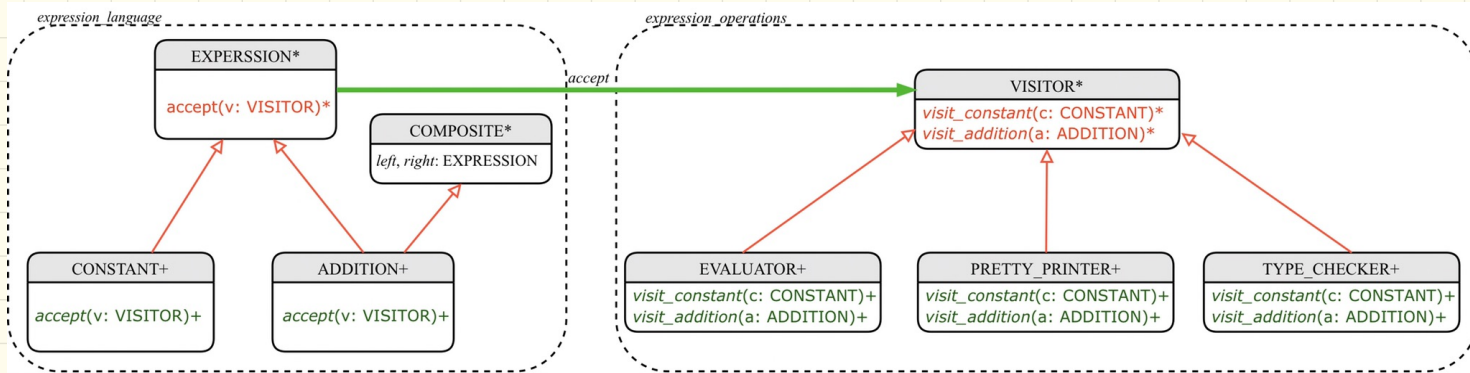 expression_language
EXPERSSION*
accept(v: VISITOR)*
COMPOSITE*
left, right: EXPRESSION
CONSTANT+
accept(v: VISITOR)+
ADDITION+
accept(v: VISITOR)+
accept
expression_operations
VISITOR*
visit_constant(c: CONSTANT)*
visit_addition(a: ADDITION)*
EVALUATOR+
visit_constant(c: CONSTANT)+
visit_addition(a: ADDITION)+
PRETTY_PRINTER+
visit_constant(c: CONSTANT)+
visit_addition(a: ADDITION)+
TYPE_CHECKER+
visit_constant(c: CONSTANT)+
visit_addition(a: ADDITION)+